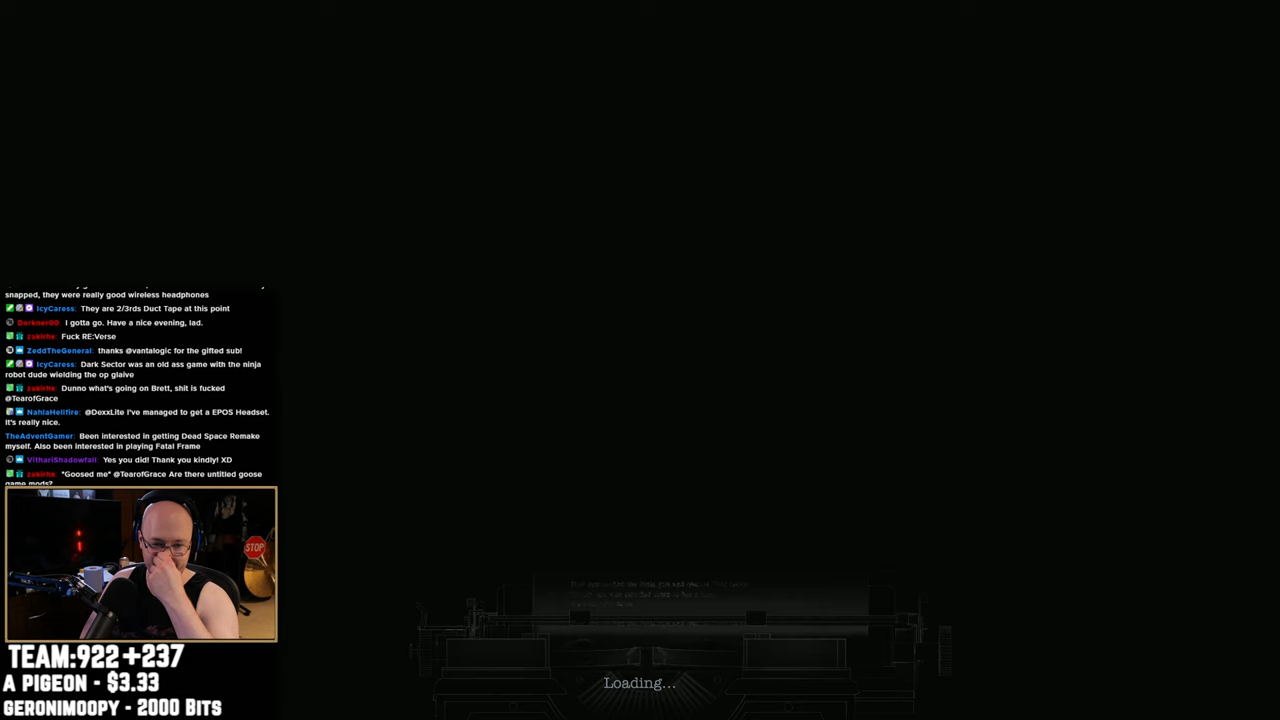 snapped, they were really good wireless headphones
IcyCaress: They are 2/3rds Duct Tape at this point
Darkner00: I gotta go. Have a nice evening, lad.
zakirhs: Fuck RE:Verse
ZeddTheGeneral: thanks @vantalogic for the gifted sub!
IcyCaress: Dark Sector was an old ass game with the ninja
robot dude wielding the op glaive
zakirhs: Dunno what's going on Brett, shit is fucked
@TearofGrace
NahlaHellfire: @DexxLite I've managed to get a EPOS Headset.
It's really nice.
TheAdventGamer: Been interested in getting Dead Space Remake
myself. Also been interested in playing Fatal Frame
VithariShadowfall: Yes you did! Thank you kindly! XD
zakirhs: *Goosed me* @TearofGrace Are there untitled goose
game mods?
STOP
TEAM:922 +237
A PIGEON - $3.33
GERONIMOOPY - 2000 BITS
Loading...